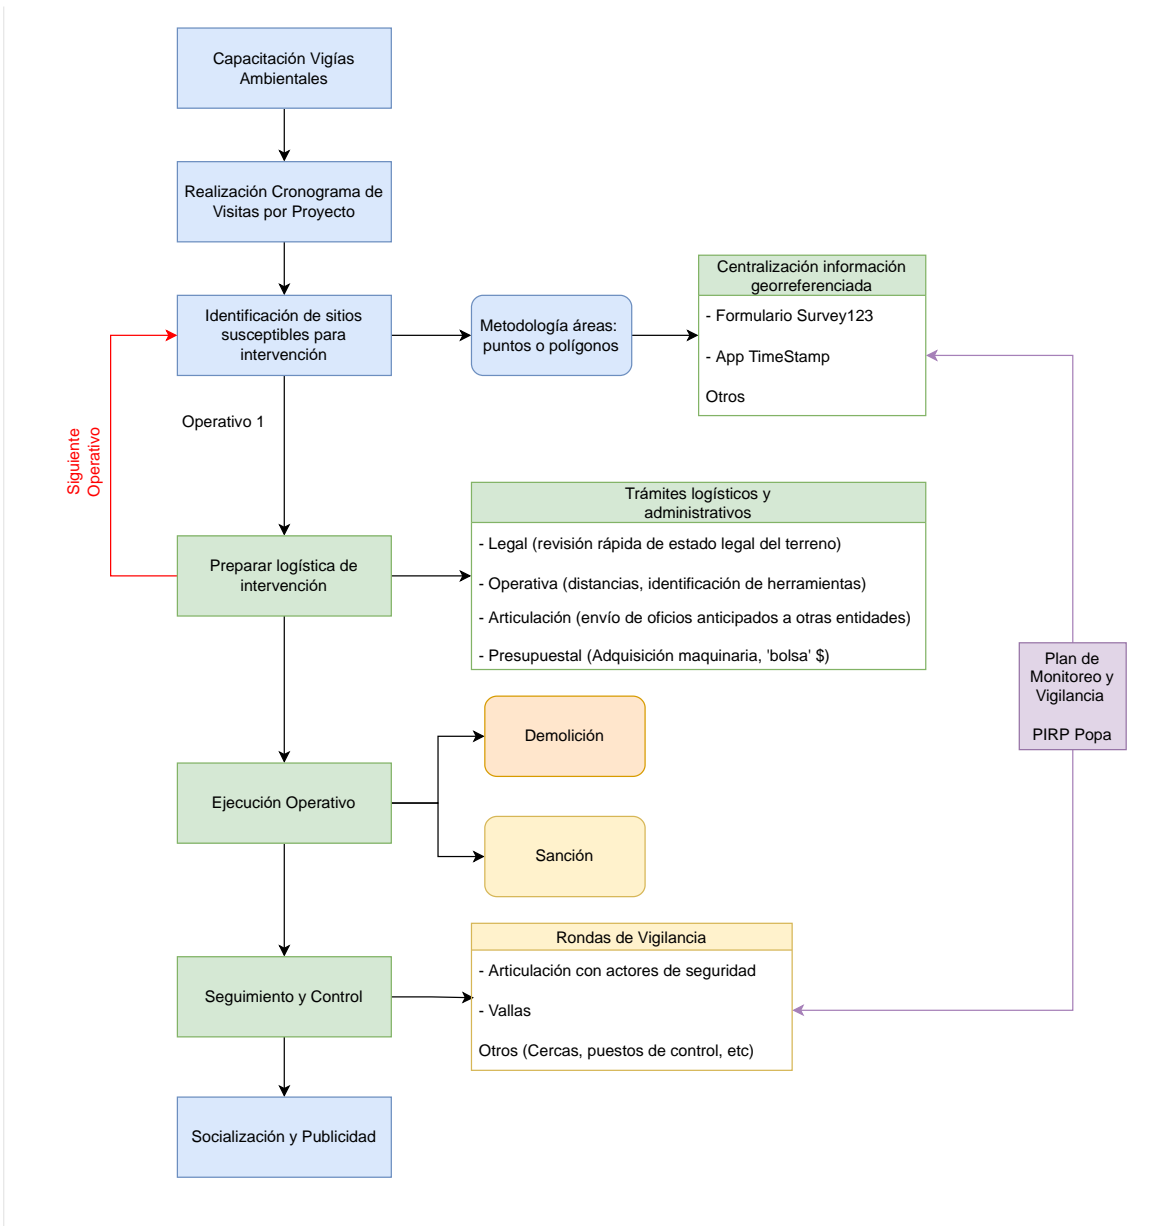 Capacitación Vigías
Ambientales
Realización Cronograma de
Visitas por Proyecto
Identificación de sitios
susceptibles para
intervención
Metodología áreas:
puntos o polígonos
Centralización información
georreferenciada
- Formulario Survey123
- App TimeStamp
Otros
Operativo 1
Siguiente
Operativo
Preparar logística de
intervención
Trámites logísticos y
administrativos
- Legal (revisión rápida de estado legal del terreno)
- Operativa (distancias, identificación de herramientas)
- Articulación (envío de oficios anticipados a otras entidades)
- Presupuestal (Adquisición maquinaria, 'bolsa' $)
Plan de
Monitoreo y
Vigilancia
PIRP Popa
Ejecución Operativo
Demolición
Sanción
Seguimiento y Control
Rondas de Vigilancia
- Articulación con actores de seguridad
- Vallas
Otros (Cercas, puestos de control, etc)
Socialización y Publicidad